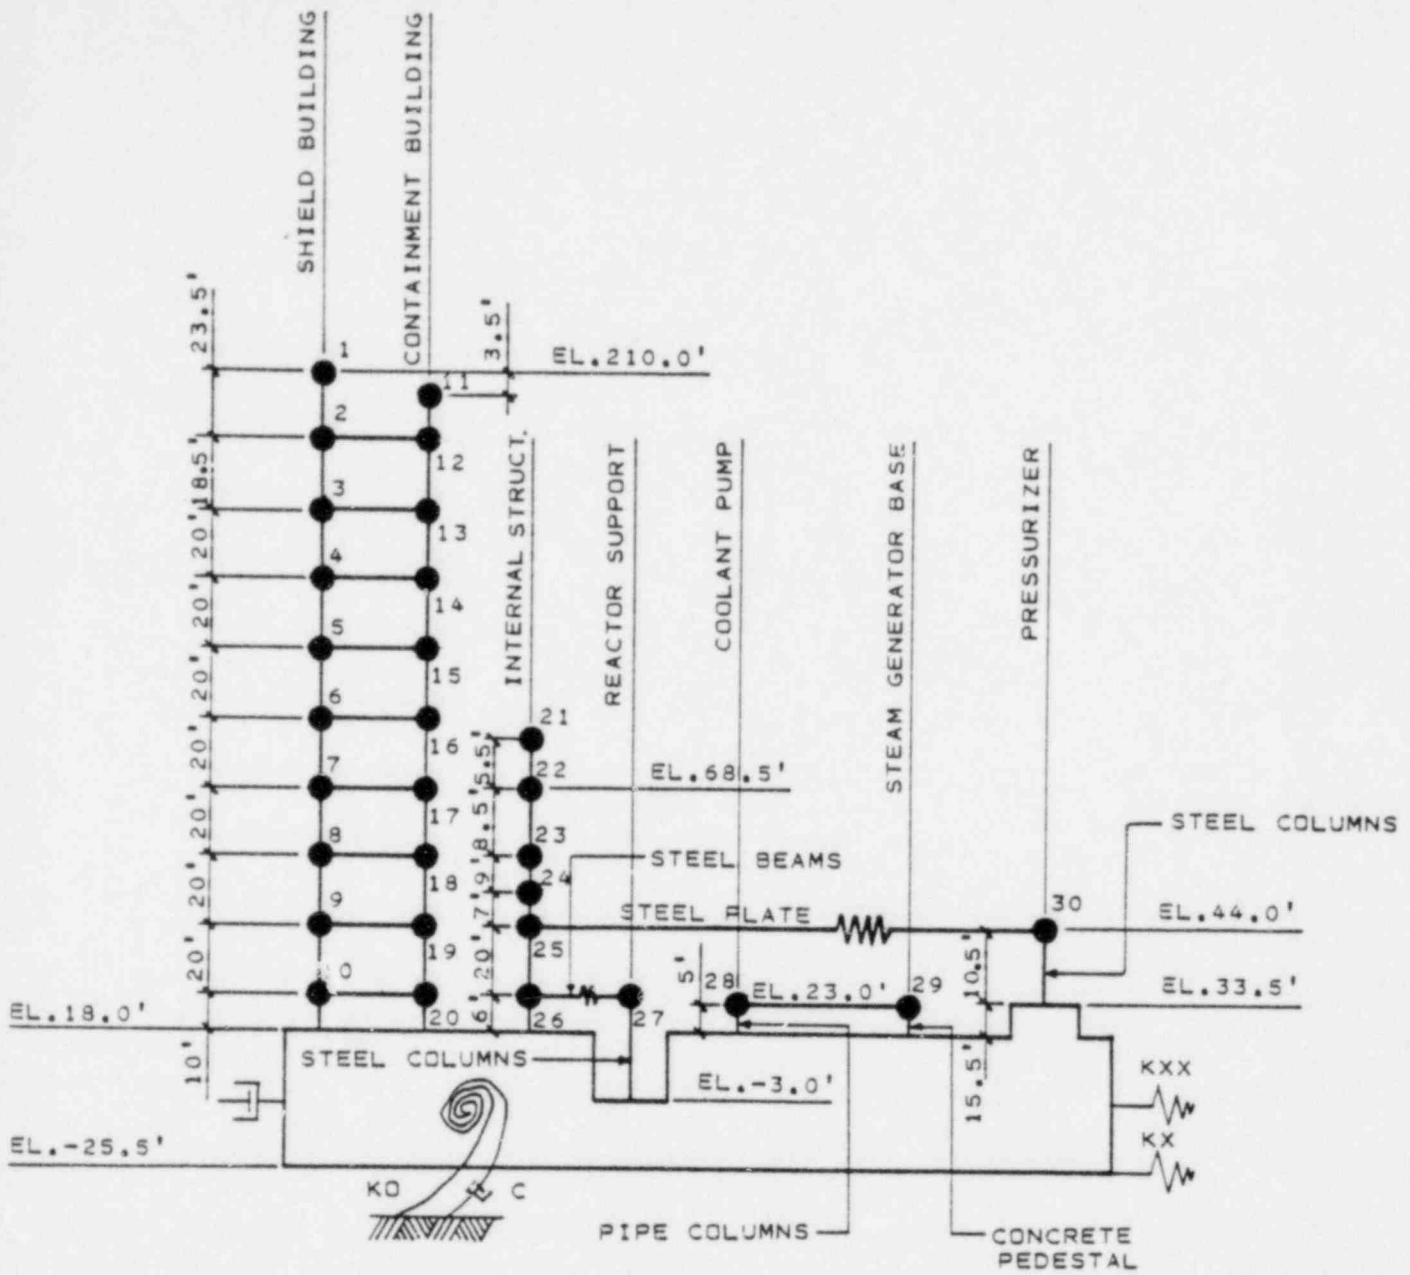 SHIELD BUILDING
CONTAINMENT BUILDING
23.5'
3.5'
1
EL.210.0'
11
2
12
18.5'
INTERNAL STRUCT.
REACTOR SUPPORT
COOLANT PUMP
STEAM GENERATOR BASE
PRESSURIZER
3
13
20'
4
14
20'
5
15
20'
6
16
20'
21
5.5'
7
17
20'
22
EL.68.5'
8
18
20'
8.5'
23
STEEL BEAMS
STEEL COLUMNS
9'
24
9
19
20'
7'
25
STEEL PLATE
30
EL.44.0'
10.5'
0
20
20'
20'
26
27
5'
28
EL.23.0'
29
EL.33.5'
EL.18.0'
6'
10'
STEEL COLUMNS
EL.-3.0'
15.5'
KXX
EL.-25.5'
KX
KO
C
PIPE COLUMNS
CONCRETE
PEDESTAL